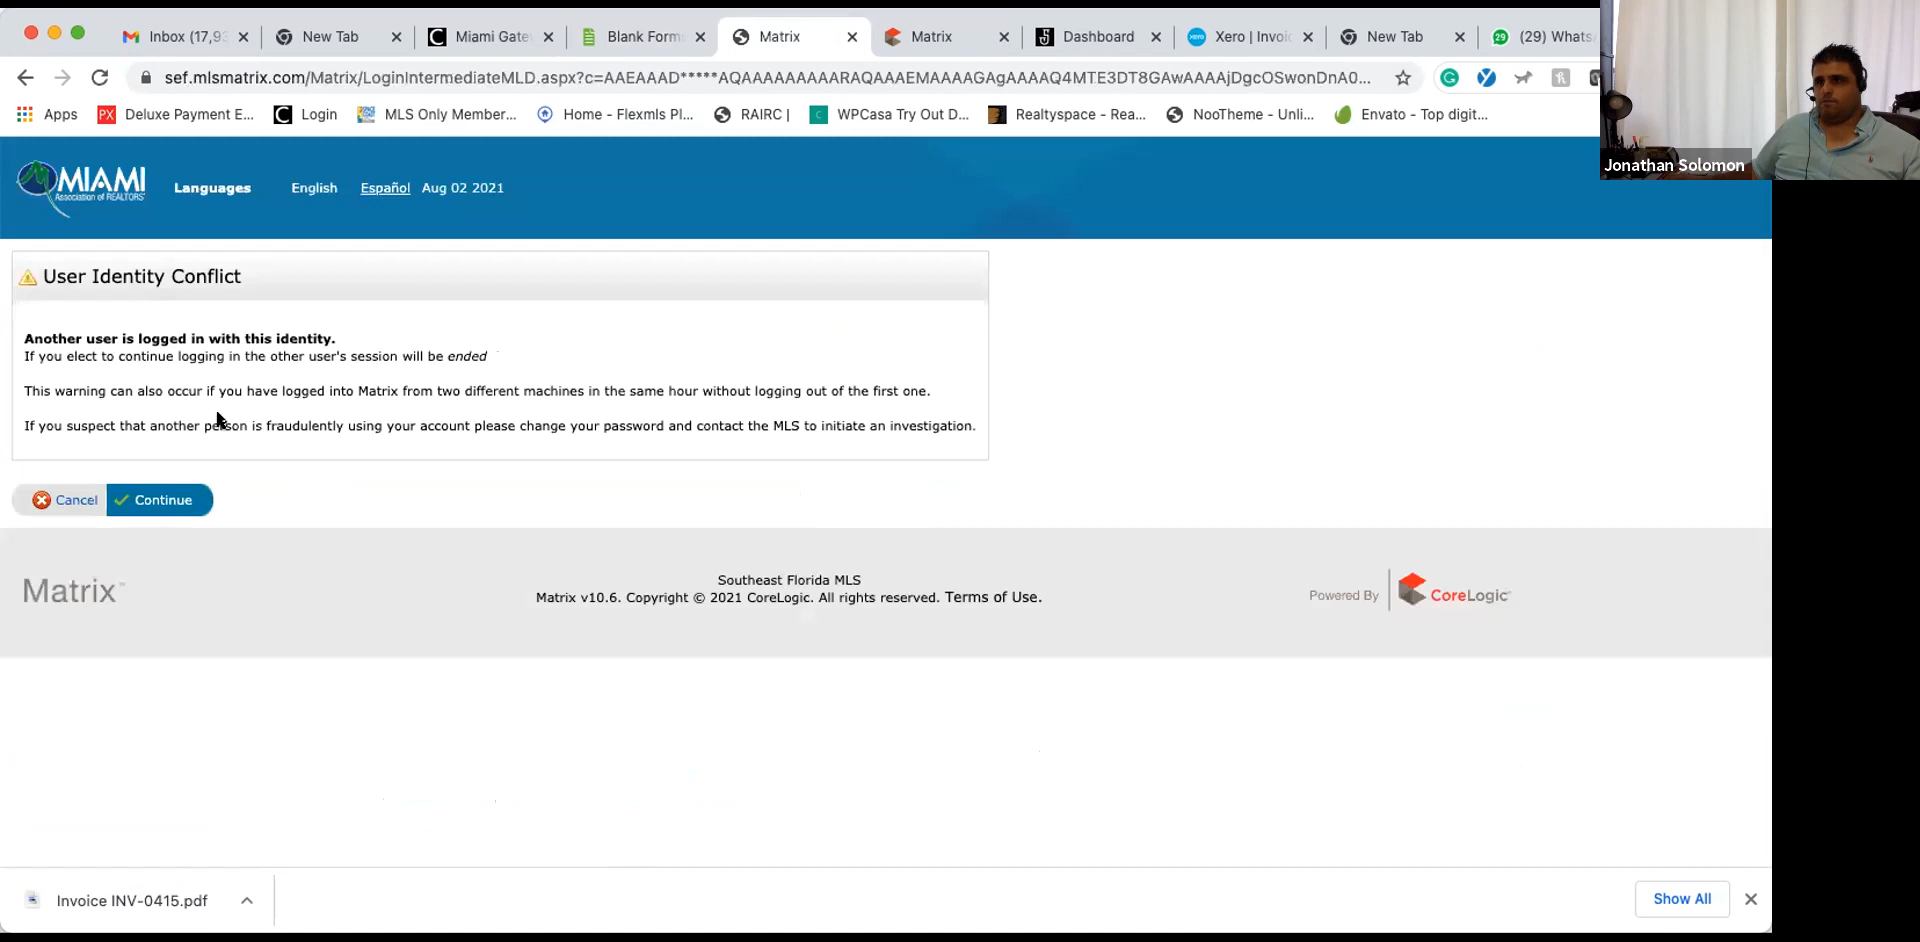 Inbox (17,93
New Tab
Miami Gate
Blank Form
Matrix
Matrix
Dashboard
Xero | Invoic
New Tab
(29) Whats
sef.mlsmatrix.com/Matrix/LoginIntermediateMLD.aspx?c=AAEAAAD*****AQAAAAAAAAARAQAAAEMAAAAGAgAAAAQ4MTE3DT8GAwAAAAjDgcOSwonDnA0...
Apps
Deluxe Payment E...
Login
MLS Only Member...
Home - Flexmls Pl...
RAIRC |
WPCasa Try Out D...
Realtyspace - Rea...
NooTheme - Unli...
Envato - Top digit...
Jonathan Solomon
MIAMI
Association of REALTORS
Languages
English
Español
Aug 02 2021
User Identity Conflict
Another user is logged in with this identity.
If you elect to continue logging in the other user's session will be ended
This warning can also occur if you have logged into Matrix from two different machines in the same hour without logging out of the first one.
If you suspect that another person is fraudulently using your account please change your password and contact the MLS to initiate an investigation.
Cancel
Continue
Matrix™
Southeast Florida MLS
Matrix v10.6. Copyright © 2021 CoreLogic. All rights reserved. Terms of Use.
Powered By
CoreLogic
Invoice INV-0415.pdf
Show All